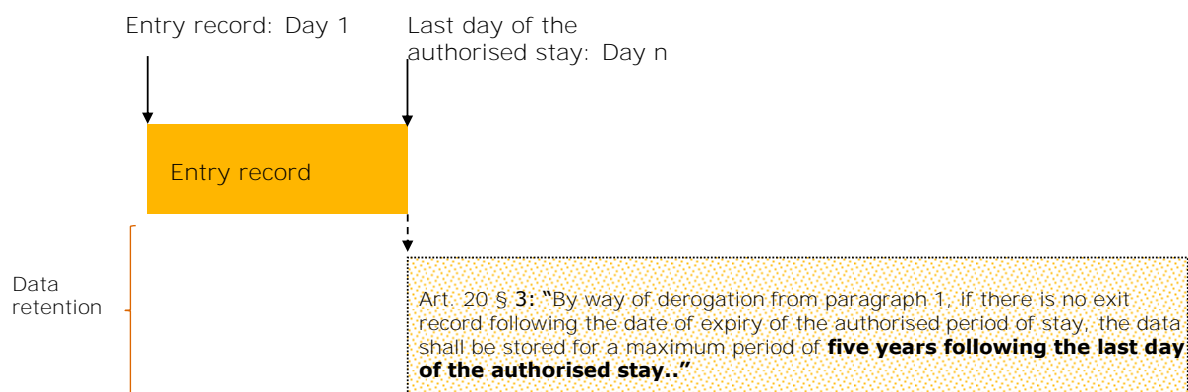 Entry record: Day 1
Last day of the
authorised stay: Day n
Entry record
Data
retention
Art. 20 § 3: “By way of derogation from paragraph 1, if there is no exit
record following the date of expiry of the authorised period of stay, the data
shall be stored for a maximum period of five years following the last day
of the authorised stay..”